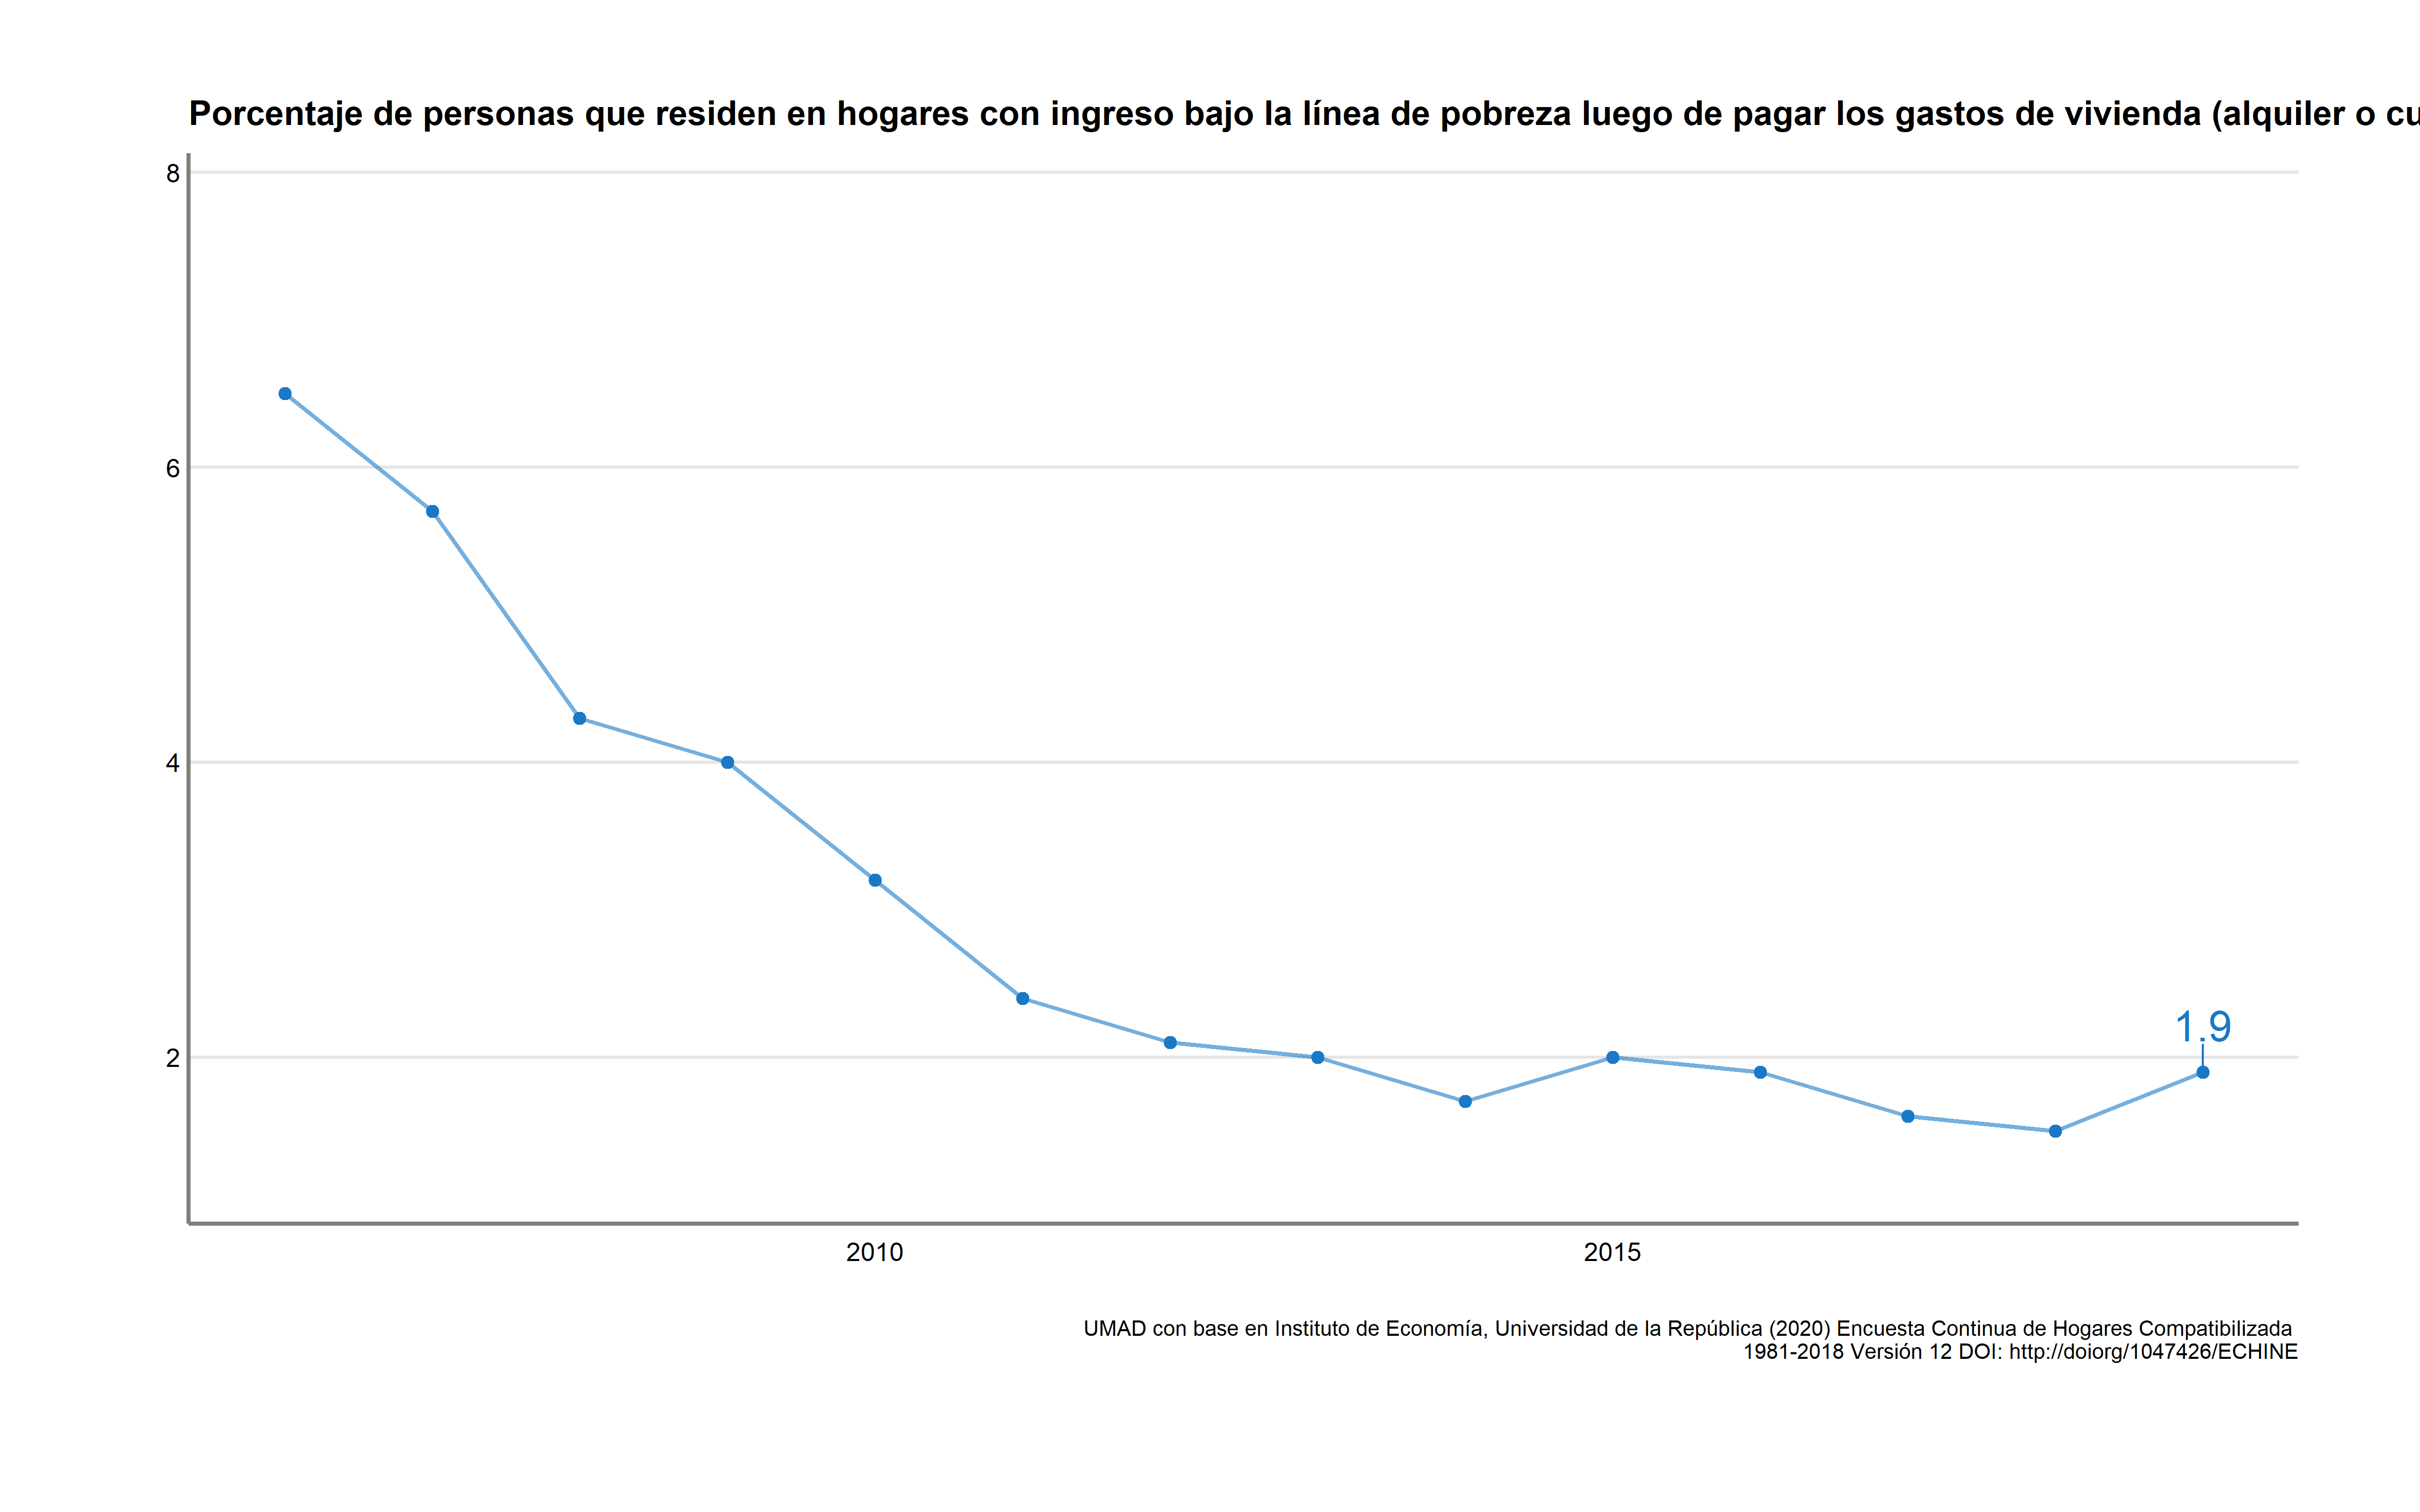 Porcentaje de personas que residen en hogares con ingreso bajo la línea de pobreza luego de pagar los gastos de vivienda (alquiler o cu
8
6
4
2
1.9
2010 2015
UMAD con base en Instituto de Economía, Universidad de la República (2020) Encuesta Continua de Hogares Compatibilizada
1981-2018 Versión 12 DOI: http://doiorg/1047426/ECHINE